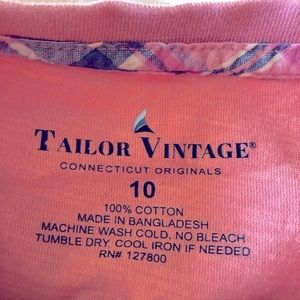 TAILOR VINTAGE®
CONNECTICUT ORIGINALS
10
100% COTTON
MADE IN BANGLADESH
MACHINE WASH COLD. NO BLEACH
TUMBLE DRY. COOL IRON IF NEEDED
RN# 127800